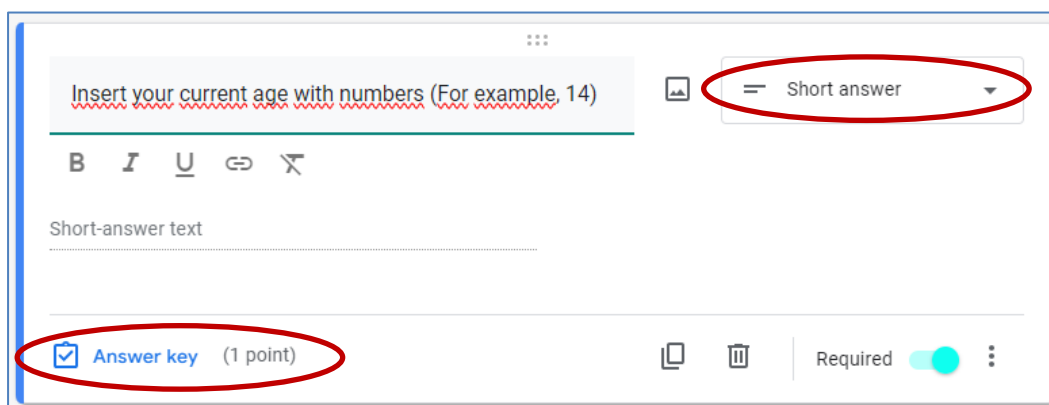 Insert your current age with numbers (For example, 14)
Short answer
B I U
Short-answer text
Answer key (1 point)
Required